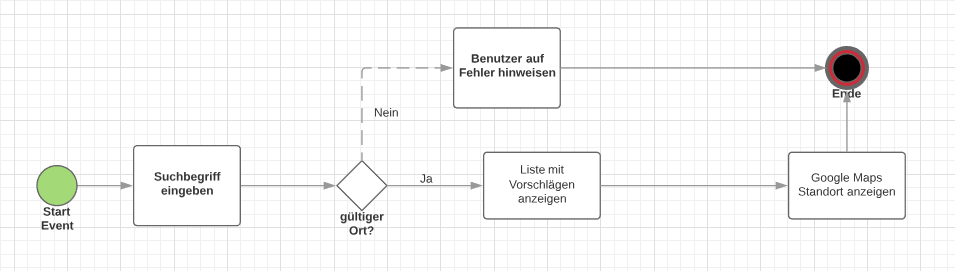 Benutzer auf
Fehler hinweisen
Ende
Nein
Suchbegriff
eingeben
Ja
Liste mit
Vorschlägen
anzeigen
Google Maps
Standort anzeigen
Start
Event
gültiger
Ort?